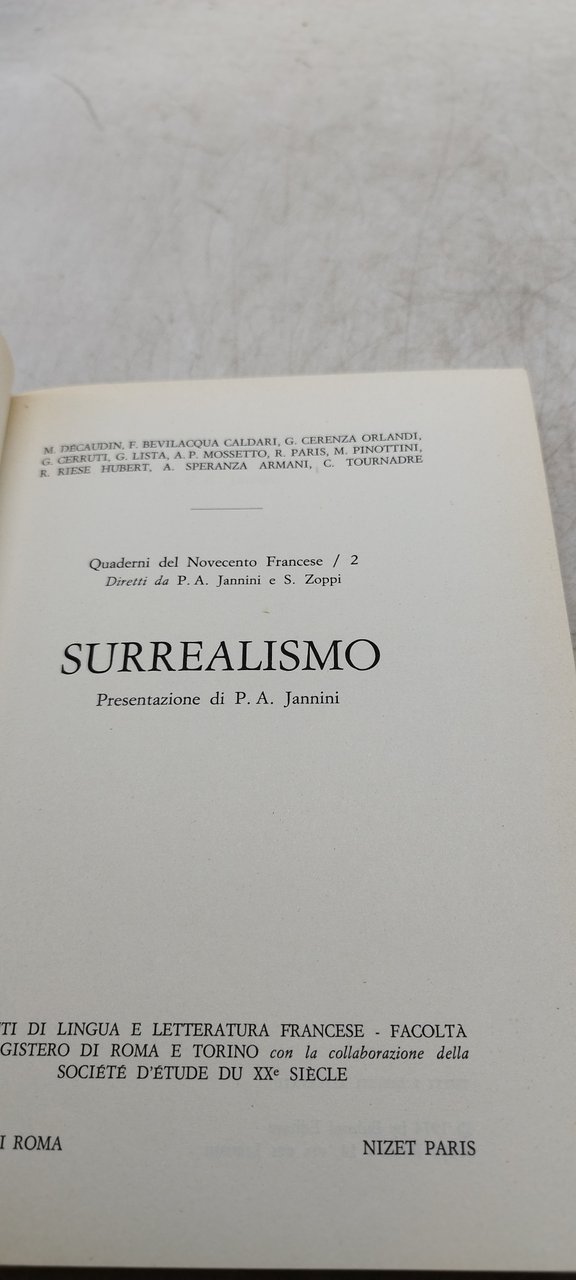 M. DÉCAUDIN, F. BEVILACQUA CALDARI, G. CERENZA ORLANDI,
G. CERRUTI, G. LISTA, A. P. MOSSETTO, R. PARIS, M. PINOTTINI,
R. RIESE HUBERT, A. SPERANZA ARMANI, C. TOURNADRE
Quaderni del Novecento Francese / 2
Diretti da P. A. Jannini e S. Zoppi
SURREALISMO
Presentazione di P. A. Jannini
TI DI LINGUA E LETTERATURA FRANCESE - FACOLTÀ
GISTERO DI ROMA E TORINO con la collaborazione della
SOCIÉTÉ D'ÉTUDE DU XXe SIÈCLE
I ROMA NIZET PARIS